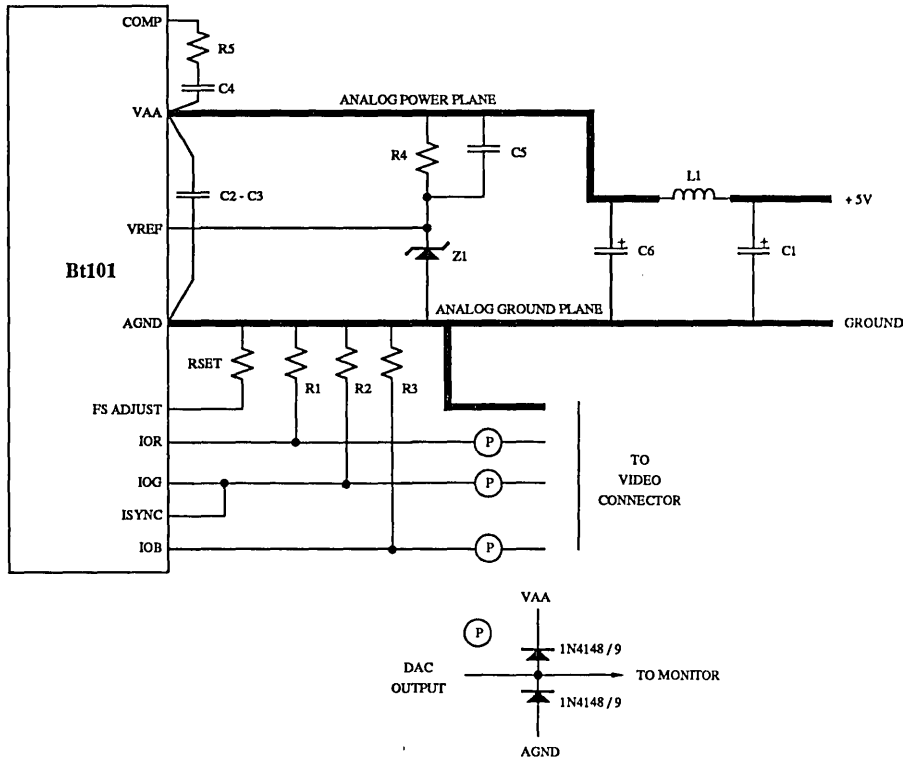 COMP
R5
C4
ANALOG POWER PLANE
VAA
R4
C5
L1
C2 - C3
+ 5V
VREF
+
C6
+
C1
Z1
Bt101
ANALOG GROUND PLANE
AGND
GROUND
RSET
R1
R2
R3
FS ADJUST
IOR
P
TO
VIDEO
CONNECTOR
IOG
P
ISYNC
IOB
P
VAA
P
1N4148 / 9
DAC
OUTPUT
TO MONITOR
1N4148 / 9
AGND